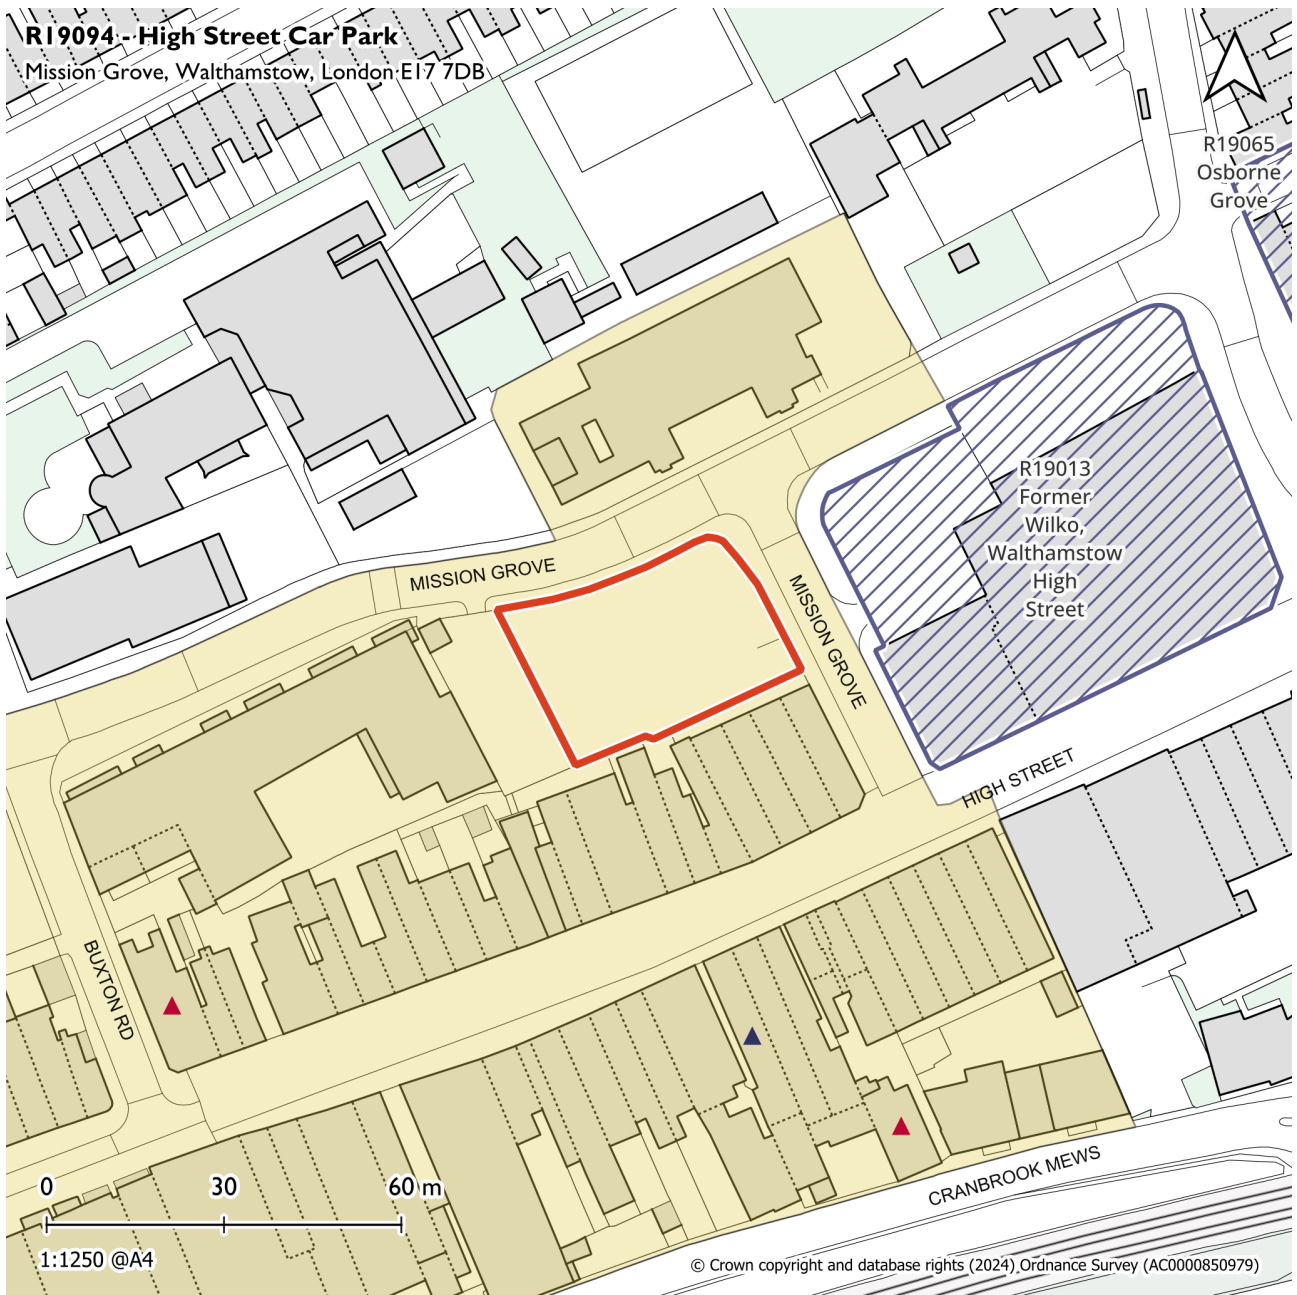 R19094 - High Street Car Park
Mission Grove, Walthamstow, London E17 7DB
R19065
Osborne
Grove
R19013
Former
Wilko,
Walthamstow
High
Street
MISSION GROVE
MISSION GROVE
HIGH STREET
BUXTON RD
CRANBROOK MEWS
0 30 60 m
1:1250 @A4
© Crown copyright and database rights (2024) Ordnance Survey (AC0000850979)